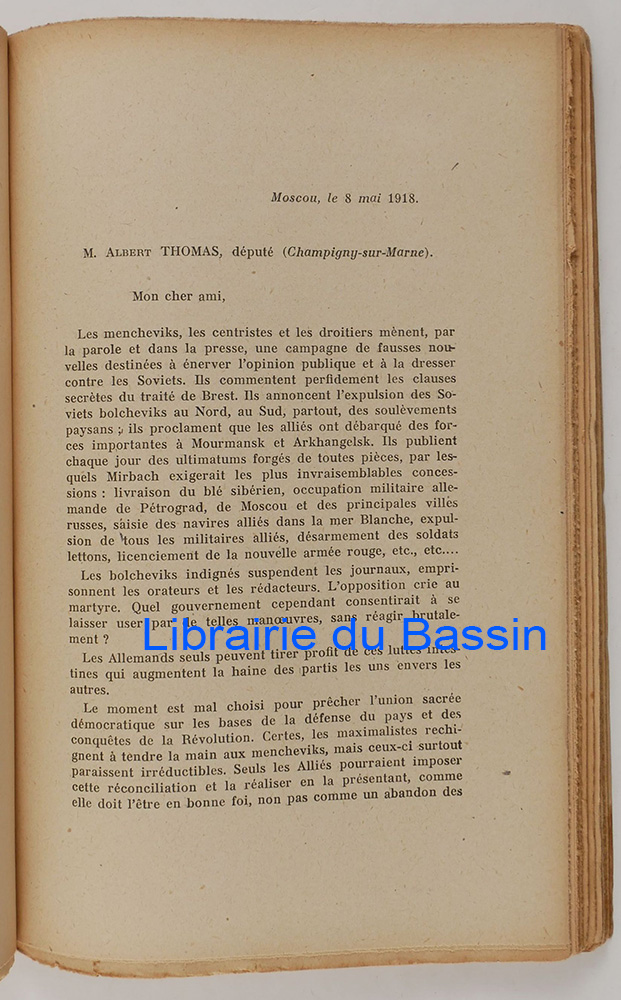 Moscou, le 8 mai 1918.
M. ALBERT THOMAS, député (Champigny-sur-Marne).
Mon cher ami,
Les mencheviks, les centristes et les droitiers mènent, par
la parole et dans la presse, une campagne de fausses nou-
velles destinées à énerver l'opinion publique et à la dresser
contre les Soviets. Ils commentent perfidement les clauses
secrètes du traité de Brest. Ils annoncent l'expulsion des So-
viets bolcheviks au Nord, au Sud, partout, des soulèvements
paysans ; ils proclament que les alliés ont débarqué des for-
ces importantes à Mourmansk et Arkhangelsk. Ils publient
chaque jour des ultimatums forgés de toutes pièces, par les-
quels Mirbach exigerait les plus invraisemblables conces-
sions : livraison du blé sibérien, occupation militaire alle-
mande de Pétrograd, de Moscou et des principales villes
russes, saisie des navires alliés dans la mer Blanche, expul-
sion de tous les militaires alliés, désarmement des soldats
lettons, licenciement de la nouvelle armée rouge, etc., etc....
Les bolcheviks indignés suspendent les journaux, empri-
sonnent les orateurs et les rédacteurs. L'opposition crie au
martyre. Quel gouvernement cependant consentirait à se
laisser user par de telles manœuvres, sans réagir brutale-
ment ?
Librairie du Bassin
Les Allemands seuls peuvent tirer profit de ces luttes intes-
tines qui augmentent la haine des partis les uns envers les
autres.
Le moment est mal choisi pour prêcher l'union sacrée
démocratique sur les bases de la défense du pays et des
conquêtes de la Révolution. Certes, les maximalistes rechi-
gnent à tendre la main aux mencheviks, mais ceux-ci surtout
paraissent irréductibles. Seuls les Alliés pourraient imposer
cette réconciliation et la réaliser en la présentant, comme
elle doit l'être en bonne foi, non pas comme un abandon des